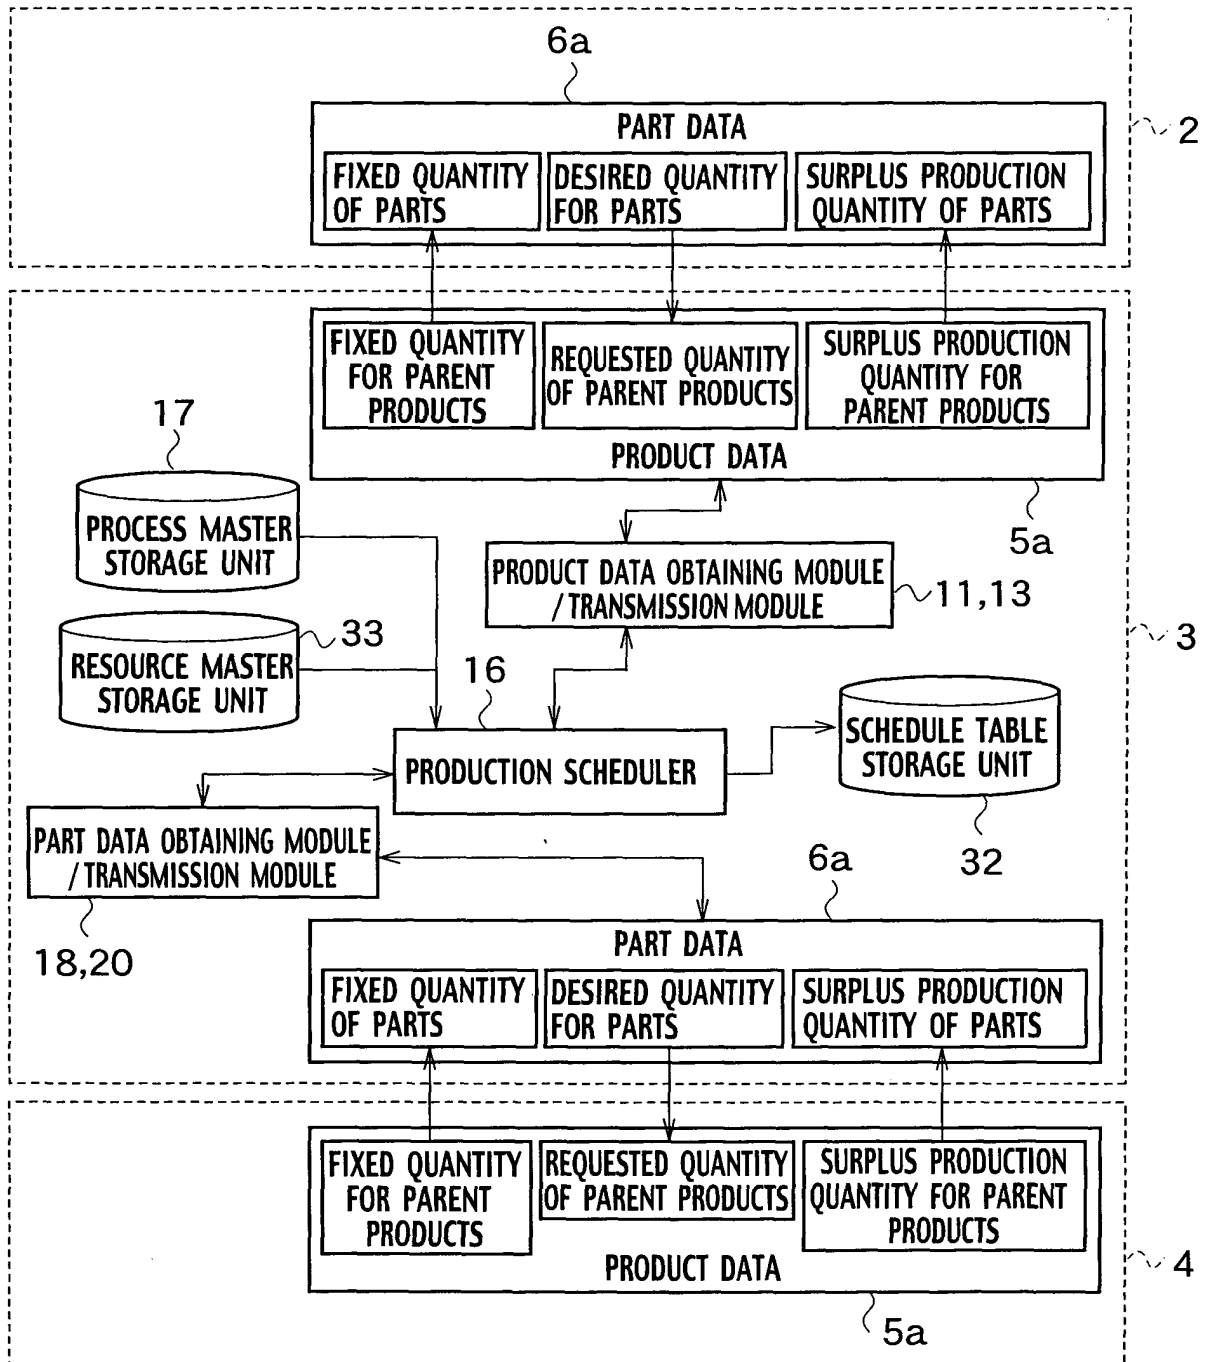 6a
PART DATA
FIXED QUANTITY
OF PARTS
DESIRED QUANTITY
FOR PARTS
SURPLUS PRODUCTION
QUANTITY OF PARTS
2
FIXED QUANTITY
FOR PARENT
PRODUCTS
REQUESTED QUANTITY
OF PARENT PRODUCTS
SURPLUS PRODUCTION
QUANTITY FOR
PARENT PRODUCTS
PRODUCT DATA
5a
17
PROCESS MASTER
STORAGE UNIT
PRODUCT DATA OBTAINING MODULE
/TRANSMISSION MODULE
11,13
33
RESOURCE MASTER
STORAGE UNIT
3
16
PRODUCTION SCHEDULER
SCHEDULE TABLE
STORAGE UNIT
32
PART DATA OBTAINING MODULE
/TRANSMISSION MODULE
18,20
6a
PART DATA
FIXED QUANTITY
OF PARTS
DESIRED QUANTITY
FOR PARTS
SURPLUS PRODUCTION
QUANTITY OF PARTS
FIXED QUANTITY
FOR PARENT
PRODUCTS
REQUESTED QUANTITY
OF PARENT PRODUCTS
SURPLUS PRODUCTION
QUANTITY FOR PARENT
PRODUCTS
PRODUCT DATA
4
5a